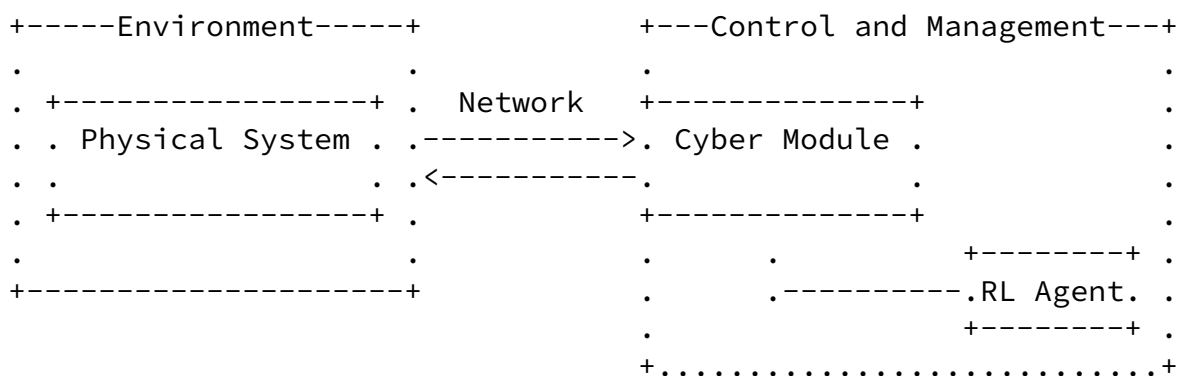 Environment Control and Management
Network
Physical System Cyber Module
RL Agent